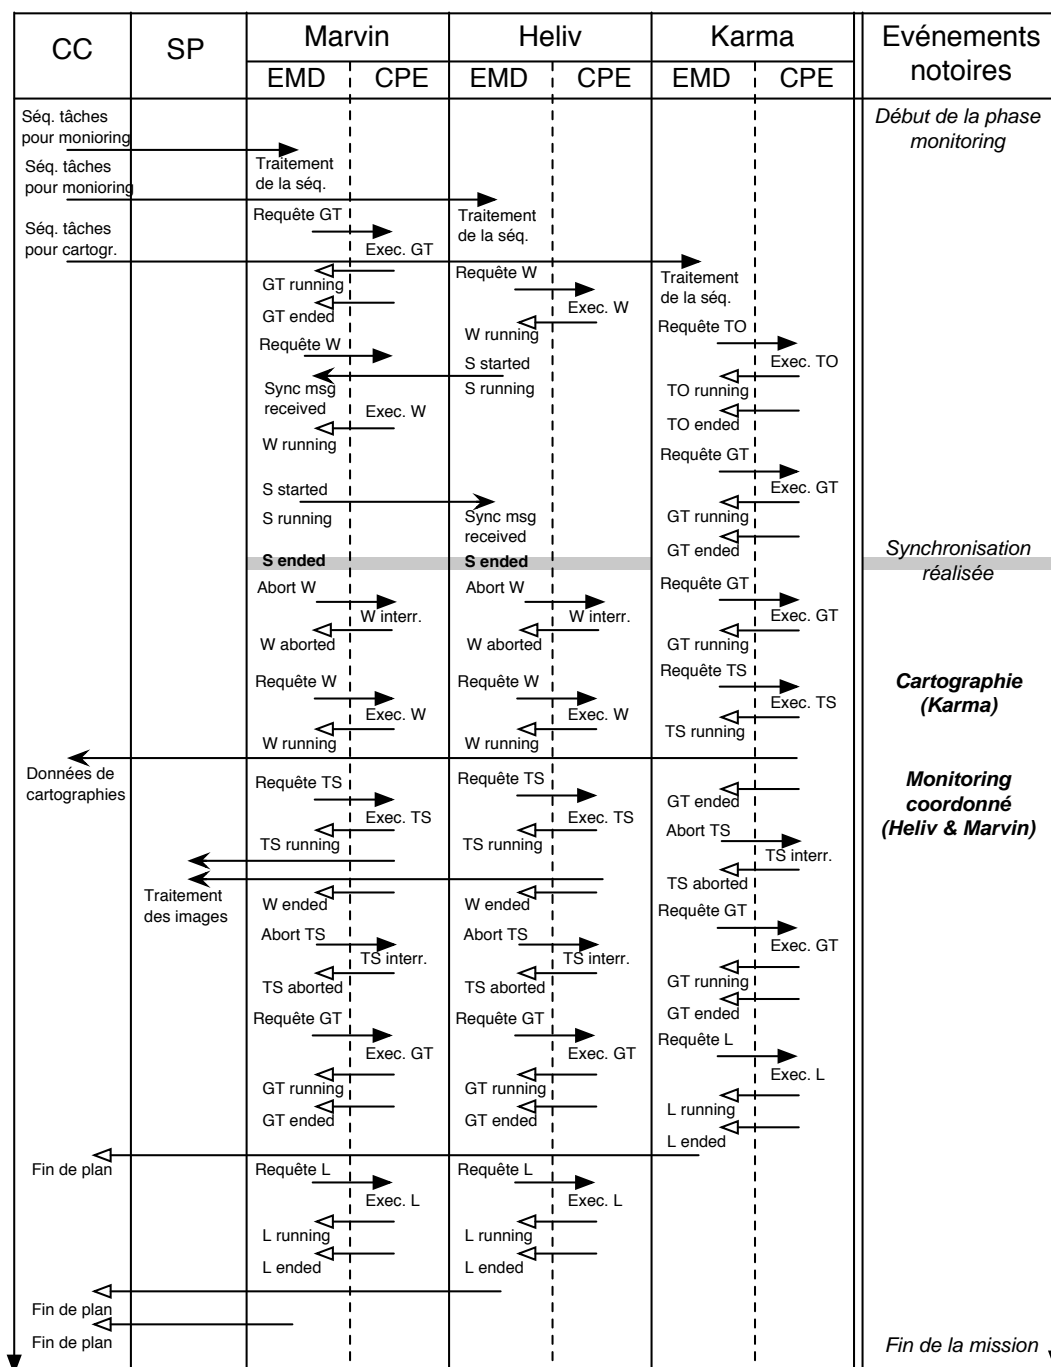 CC
SP
Marvin
Heliv
Karma
Evénements
notoires
EMD
CPE
EMD
CPE
EMD
CPE
Séq. tâches
pour monioring
Début de la phase
monitoring
Séq. tâches
pour monioring
Traitement
de la séq.
Requête GT
Traitement
de la séq.
Séq. tâches
pour cartogr.
Exec. GT
GT running
Requête W
Traitement
de la séq.
GT ended
Exec. W
Requête TO
W running
Requête W
Exec. TO
S started
Sync msg
received
S running
TO running
Exec. W
TO ended
W running
Requête GT
Exec. GT
S started
S running
Sync msg
received
GT running
GT ended
Synchronisation
réalisée
S ended
S ended
Abort W
Abort W
Requête GT
W interr.
W interr.
Exec. GT
W aborted
W aborted
GT running
Requête W
Requête W
Requête TS
Cartographie
(Karma)
Exec. W
Exec. W
Exec. TS
W running
W running
TS running
Données de
cartographies
Requête TS
Requête TS
GT ended
Monitoring
coordonné
(Heliv & Marvin)
Exec. TS
Exec. TS
Abort TS
TS running
TS running
TS interr.
TS aborted
Traitement
des images
W ended
W ended
Requête GT
Abort TS
Abort TS
Exec. GT
TS interr.
TS interr.
TS aborted
TS aborted
GT running
GT ended
Requête GT
Requête GT
Requête L
Exec. GT
Exec. GT
Exec. L
GT running
GT running
L running
GT ended
GT ended
L ended
Fin de plan
Requête L
Requête L
Exec. L
Exec. L
L running
L running
L ended
L ended
Fin de plan
Fin de plan
Fin de la mission